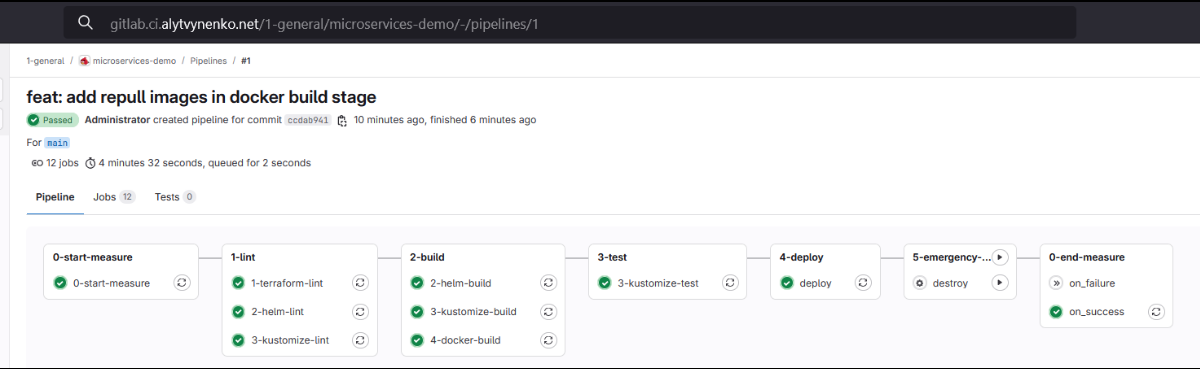 gitlab.ci.alytvynenko.net/1-general/microservices-demo/-/pipelines/1
1-general / microservices-demo / Pipelines / #1
feat: add repull images in docker build stage
Passed Administrator created pipeline for commit ccdab941 10 minutes ago, finished 6 minutes ago
For main
12 jobs 4 minutes 32 seconds, queued for 2 seconds
Pipeline Jobs 12 Tests 0
0-start-measure
0-start-measure
1-lint
1-terraform-lint
2-helm-lint
3-kustomize-lint
2-build
2-helm-build
3-kustomize-build
4-docker-build
3-test
3-kustomize-test
4-deploy
deploy
5-emergency-...
destroy
0-end-measure
on_failure
on_success